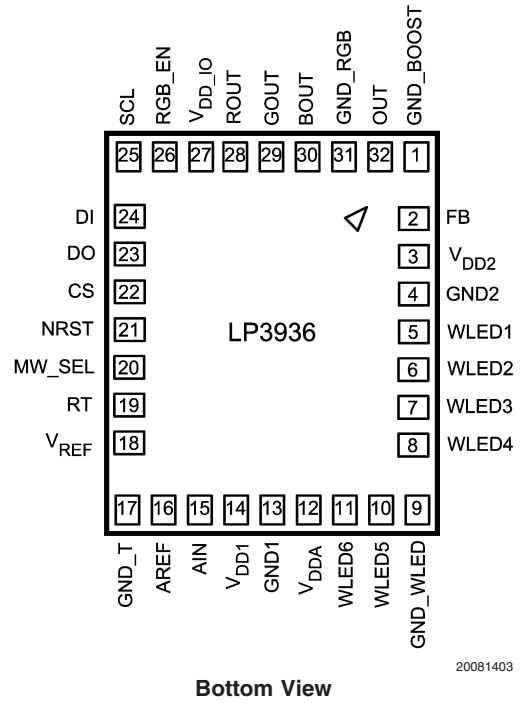 SCL RGB_EN VDD_IO ROUT GOUT BOUT GND_RGB OUT GND_BOOST
25 26 27 28 29 30 31 32 1
DI 24 2 FB
DO 23 3 VDD2
CS 22 4 GND2
NRST 21 LP3936 5 WLED1
MW_SEL 20 6 WLED2
RT 19 7 WLED3
VREF 18 8 WLED4
17 16 15 14 13 12 11 10 9
GND_T AREF AIN VDD1 GND1 VDDA WLED6 WLED5 GND_WLED
20081403
Bottom View